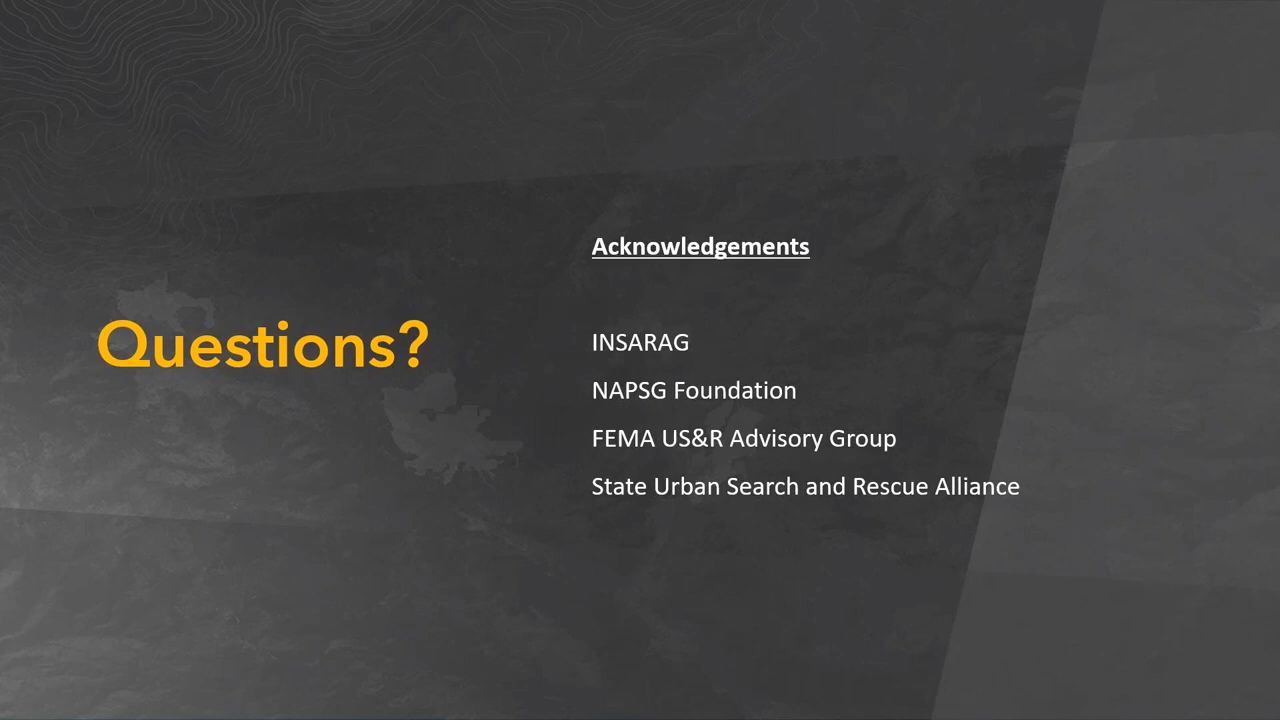 Questions?
Acknowledgements
INSARAG
NAPSG Foundation
FEMA US&R Advisory Group
State Urban Search and Rescue Alliance